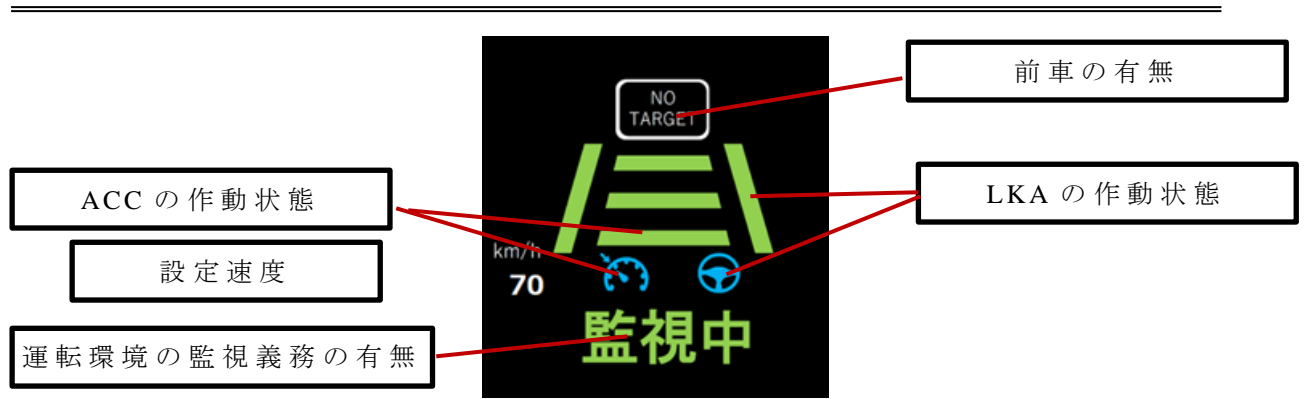 前車の有無
NO
TARGET
ACCの作動状態
LKAの作動状態
設定速度
km/h
70
監視中
運転環境の監視義務の有無